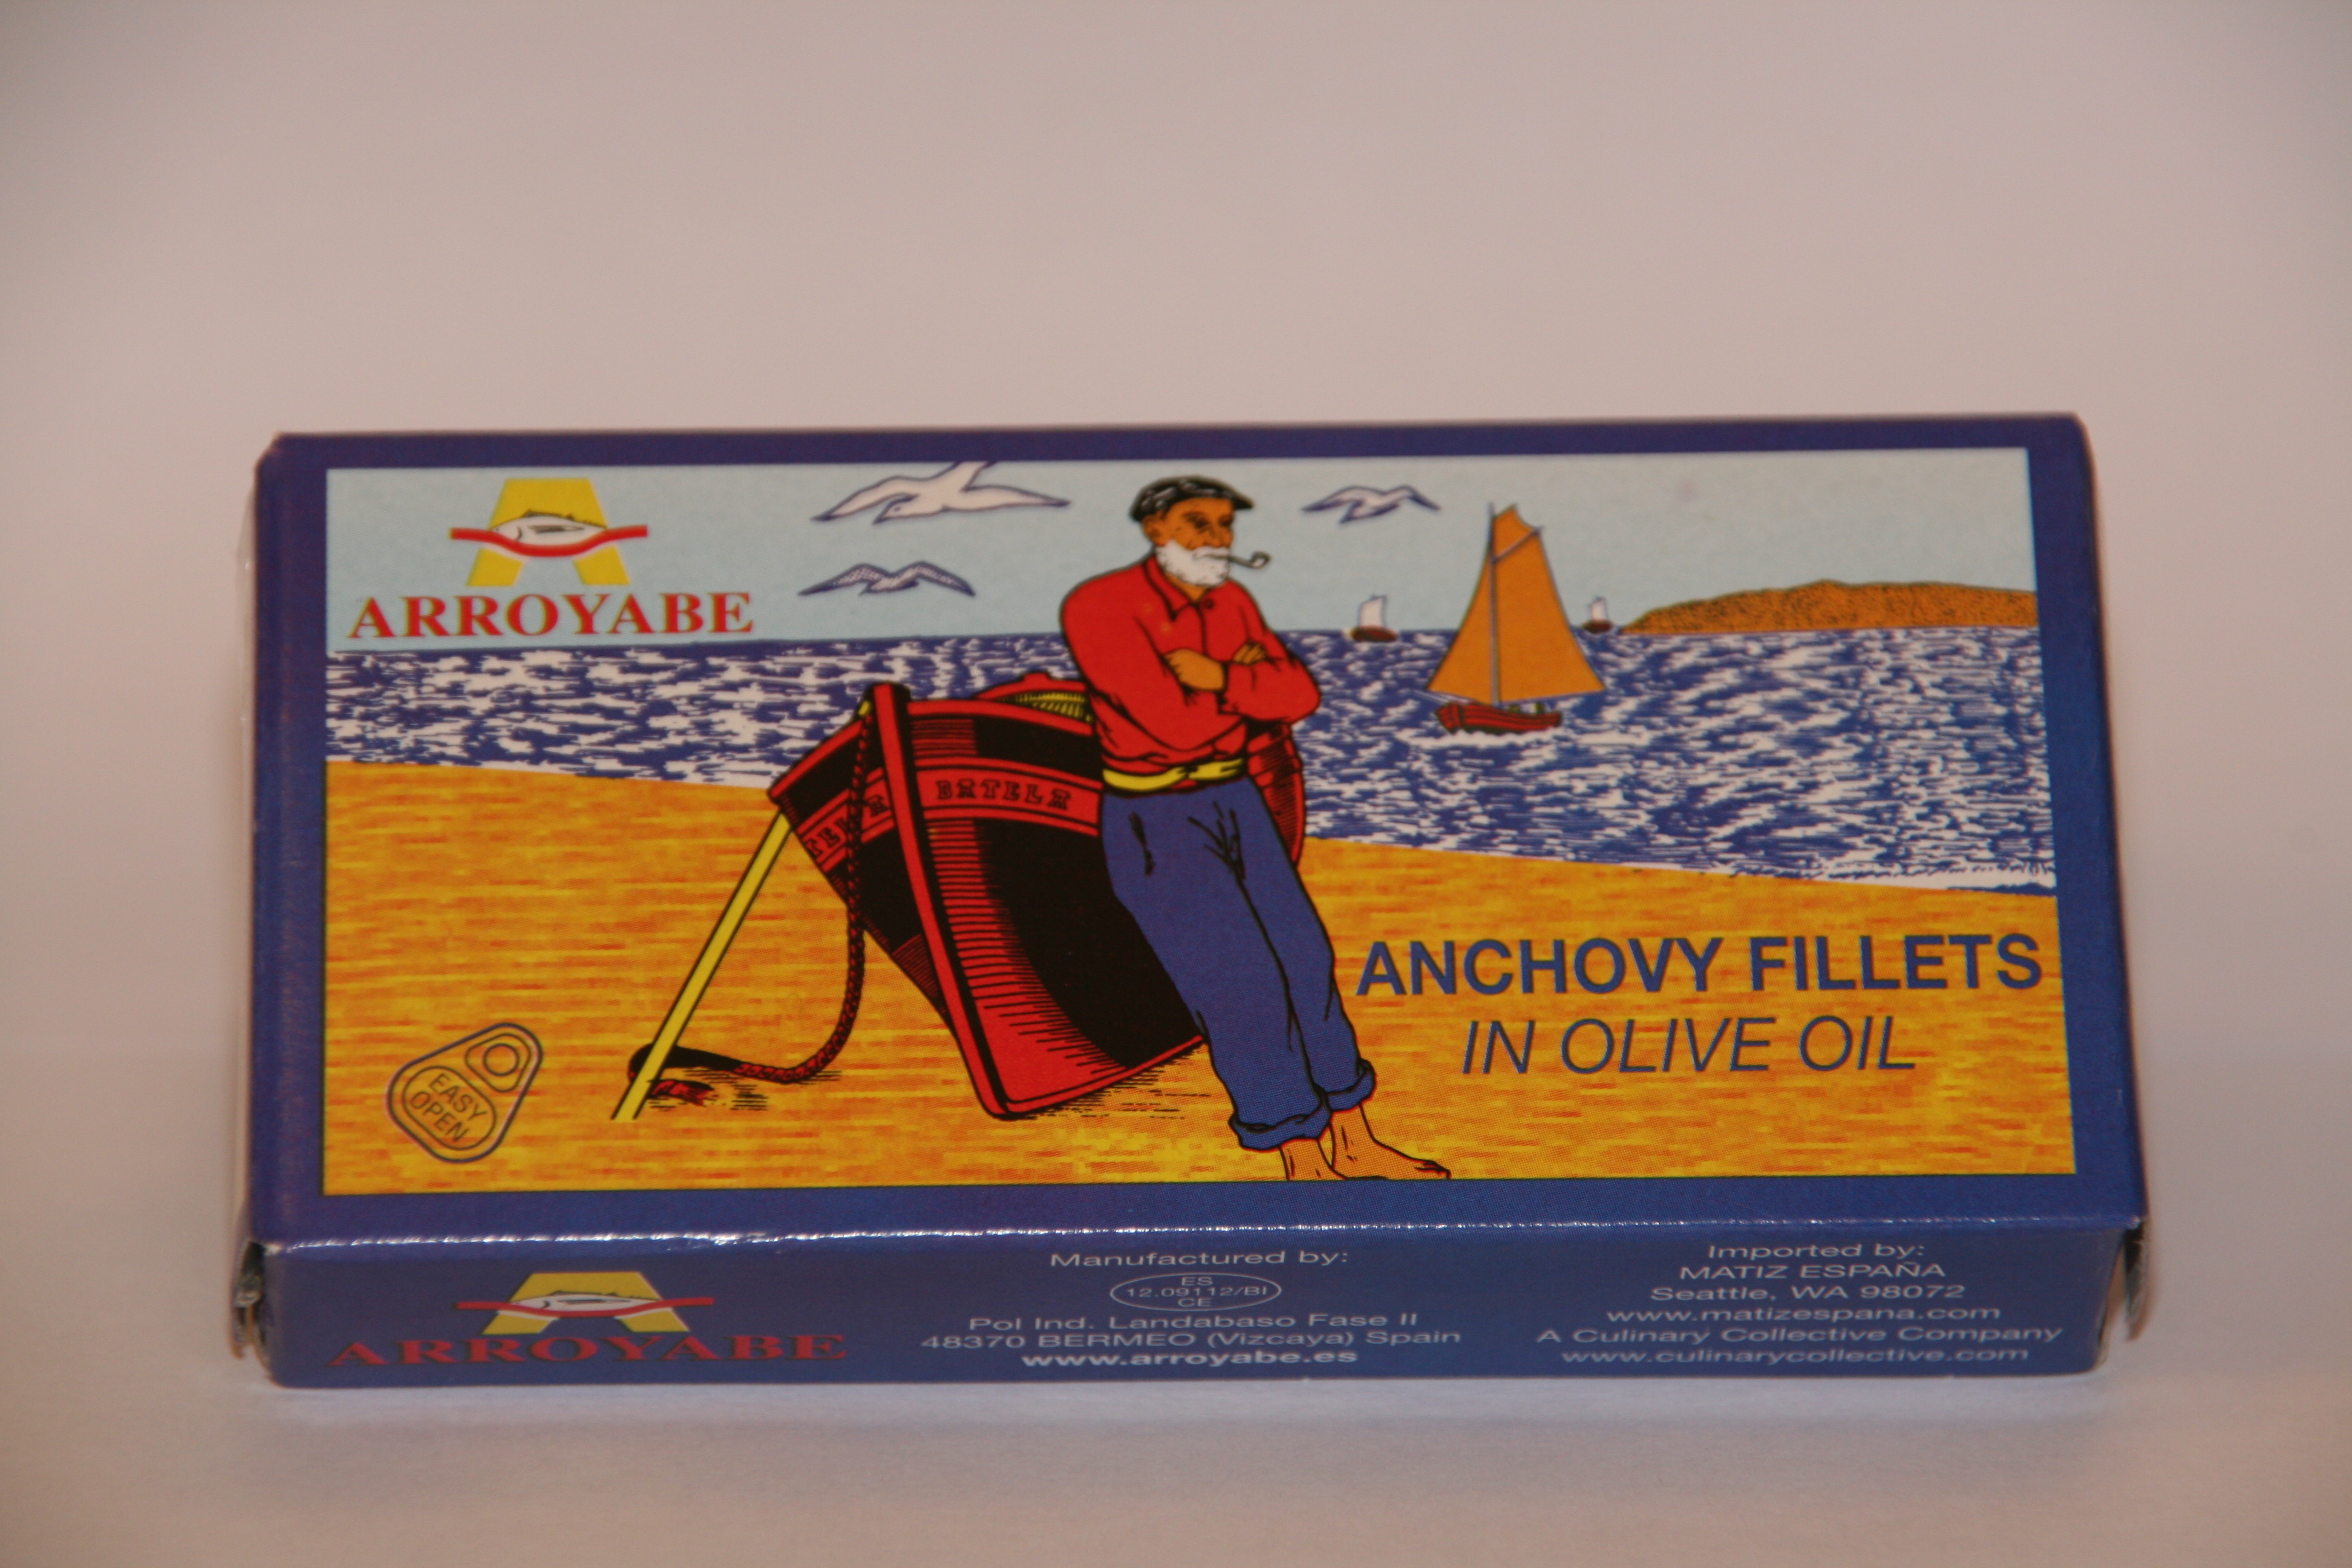 ARROYABE
BATELA
ANCHOVY FILLETS
IN OLIVE OIL
EASY
OPEN
ARROYABE
Manufactured by:
ES
12.09112/BI
CE
Pol Ind. Landabaso Fase II
48370 BERMEO (Vizcaya) Spain
www.arroyabe.es
Imported by:
MATIZ ESPAÑA
Seattle, WA 98072
www.matizespana.com
A Culinary Collective Company
www.culinarycollective.com